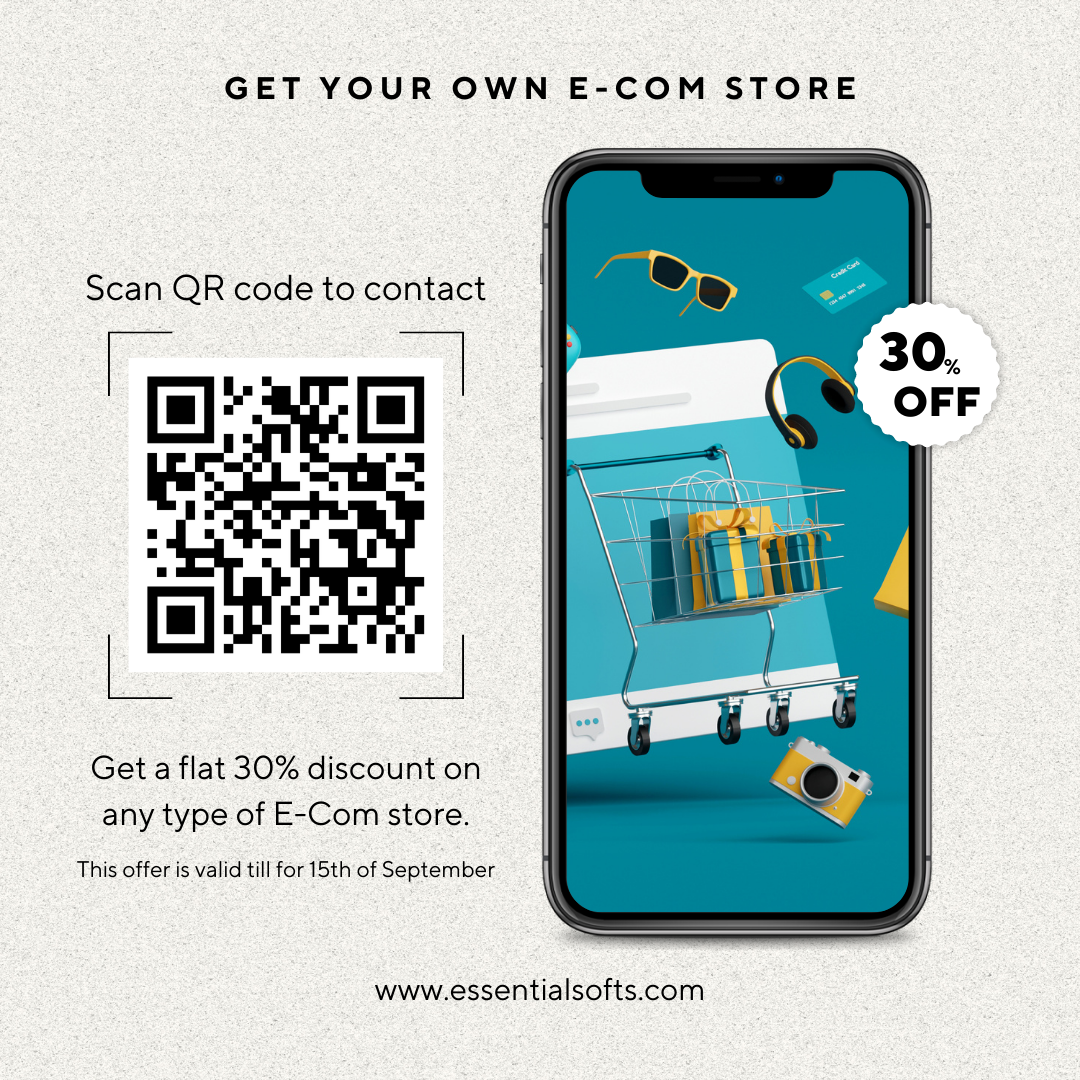 GET YOUR OWN E-COM STORE
Scan QR code to contact
Credit Card
30%
OFF
Get a flat 30% discount on
any type of E-Com store.
This offer is valid till for 15th of September
www.essentialsofts.com